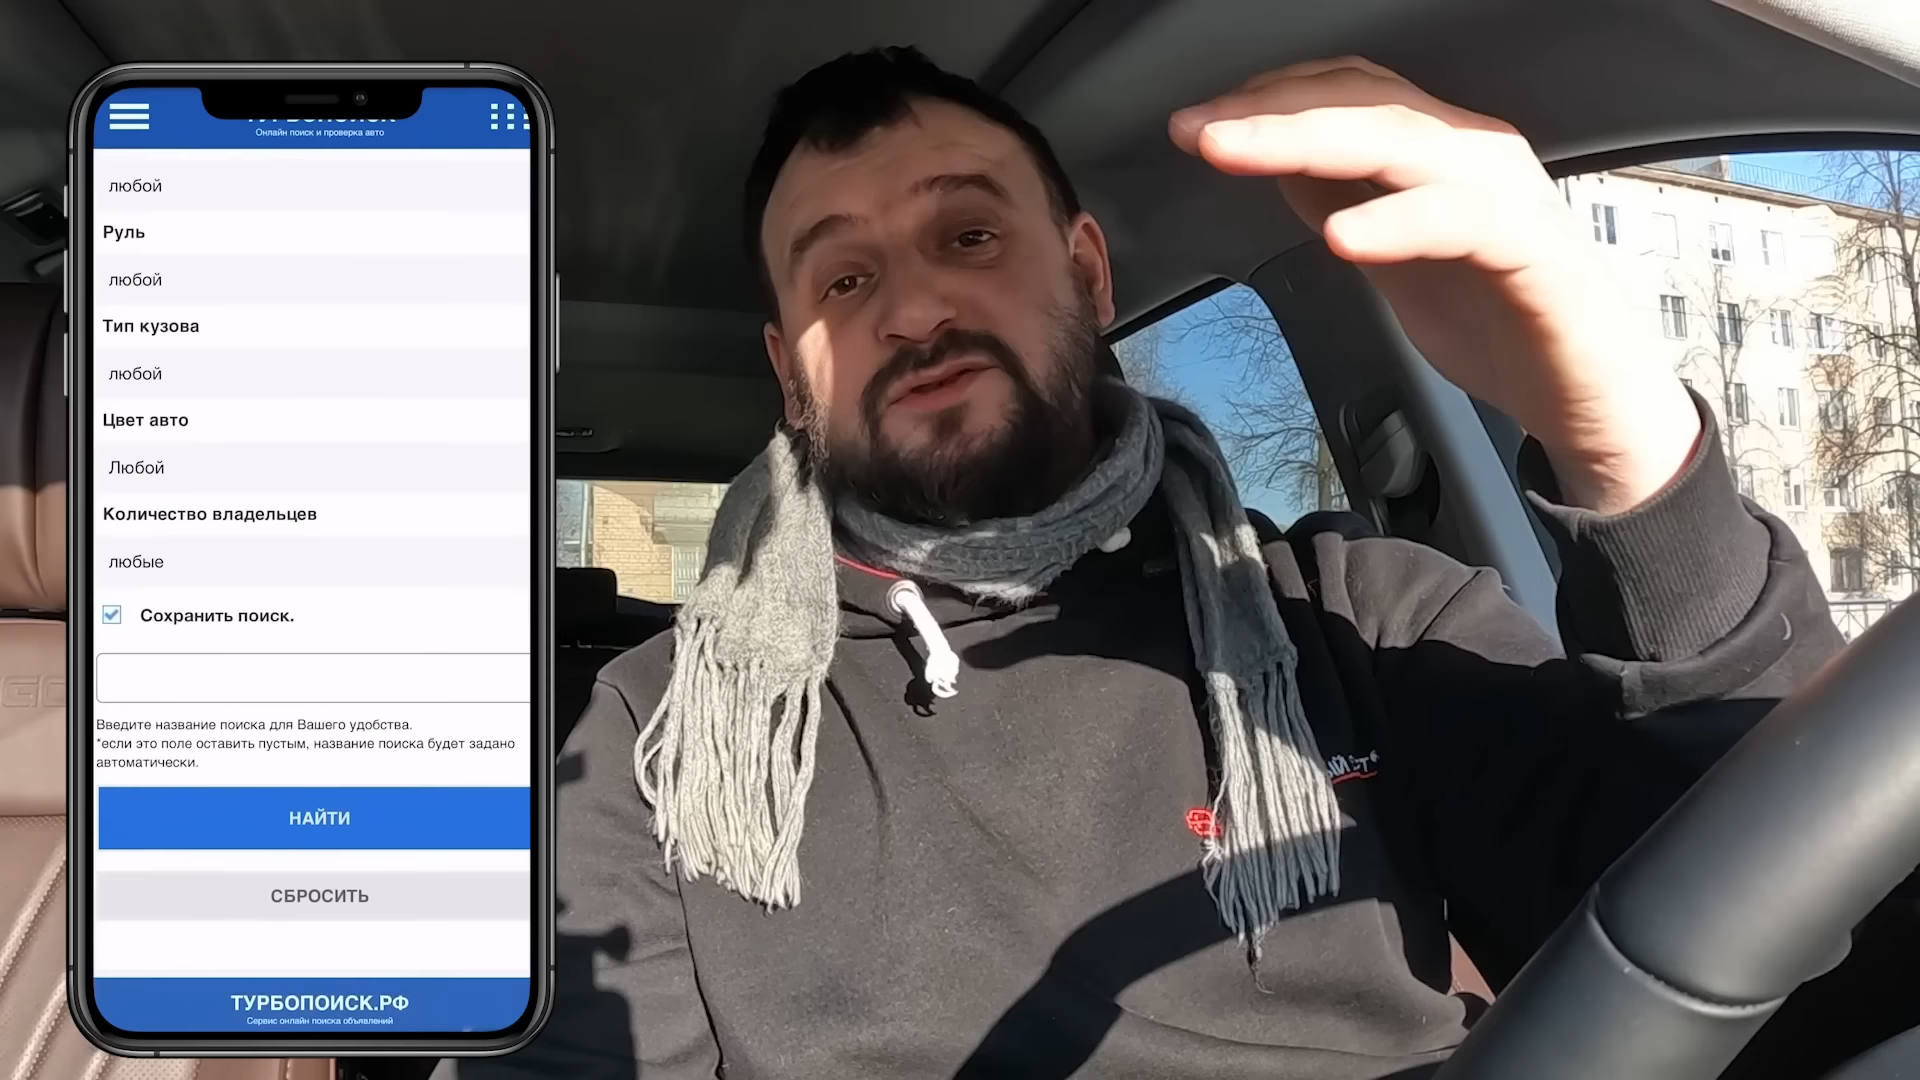 ТУРБОПОИСК
Онлайн поиск и проверка авто
любой
Руль
любой
Тип кузова
любой
Цвет авто
Любой
Количество владельцев
любые
Сохранить поиск.
Введите название поиска для Вашего удобства.
*если это поле оставить пустым, название поиска будет задано
автоматически.
НАЙТИ
СБРОСИТЬ
ТУРБОПОИСК.РФ
Сервис онлайн поиска объявлений